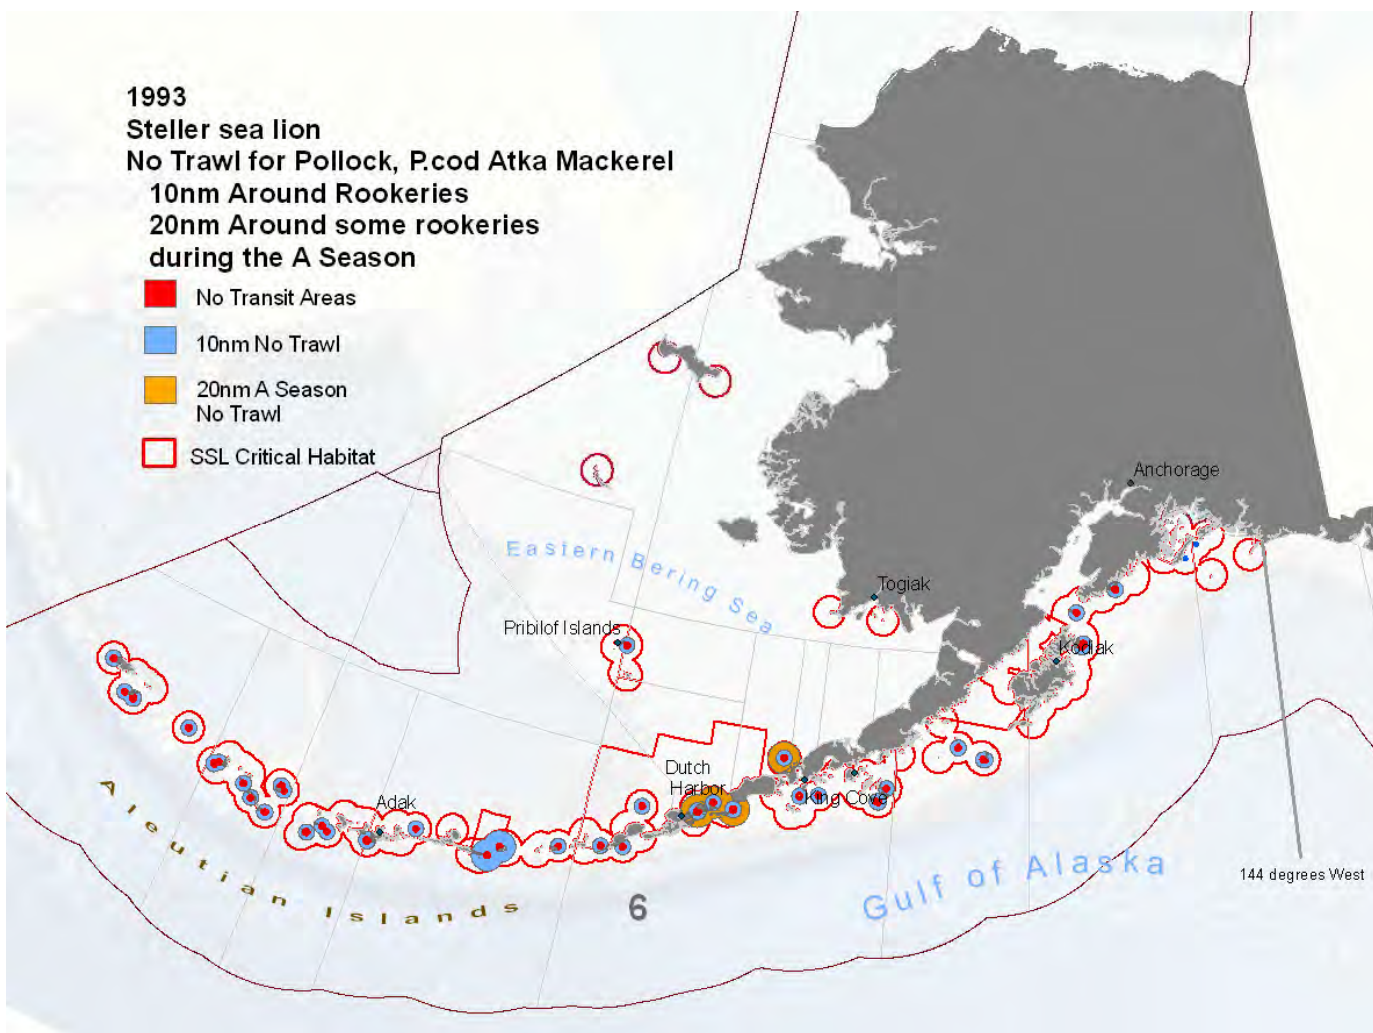 1993
Steller sea lion
No Trawl for Pollock, P.cod Atka Mackerel
10nm Around Rookeries
20nm Around some rookeries
during the A Season
No Transit Areas
10nm No Trawl
20nm A Season
No Trawl
SSL Critical Habitat
Anchorage
Eastern Bering Sea
Togiak
Pribilof Islands
Kodiak
Dutch
Harbor
King Cove
Adak
Aleutian Islands
6
Gulf of Alaska
144 degrees West